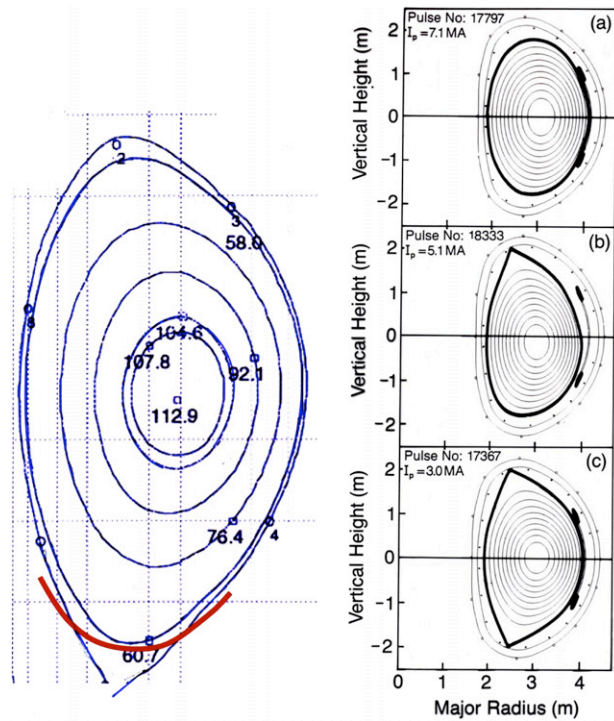 2
3
58.0
8
104.6
107.8
92.1
112.9
76.4
4
60.7
Pulse No: 17797
(a)
Iₚ=7.1 MA
Vertical Height (m)
2
1
0
−1
−2
Pulse No: 18333
(b)
Iₚ=5.1 MA
Vertical Height (m)
2
1
0
−1
−2
Pulse No: 17367
(c)
Iₚ=3.0 MA
Vertical Height (m)
2
1
0
−1
−2
0 1 2 3 4
Major Radius (m)